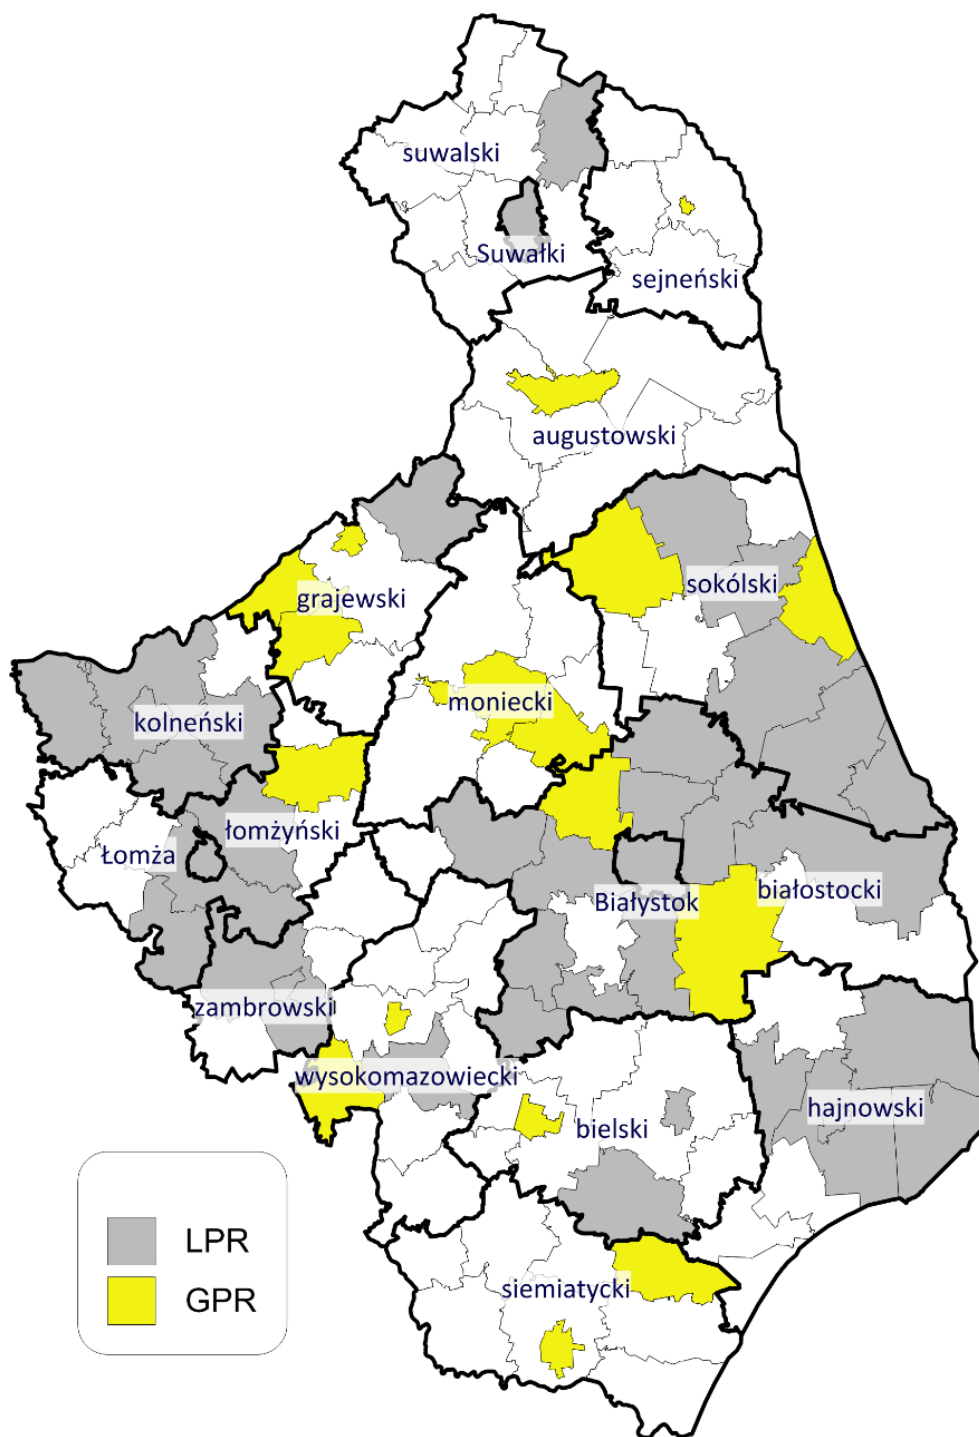 suwalski
Suwałki
sejneński
augustowski
sokólski
grajewski
moniecki
kolneński
łomżyński
Łomża
białostocki
Białystok
zambrowski
wysokomazowiecki
hajnowski
bielski
siemiatycki
LPR
GPR